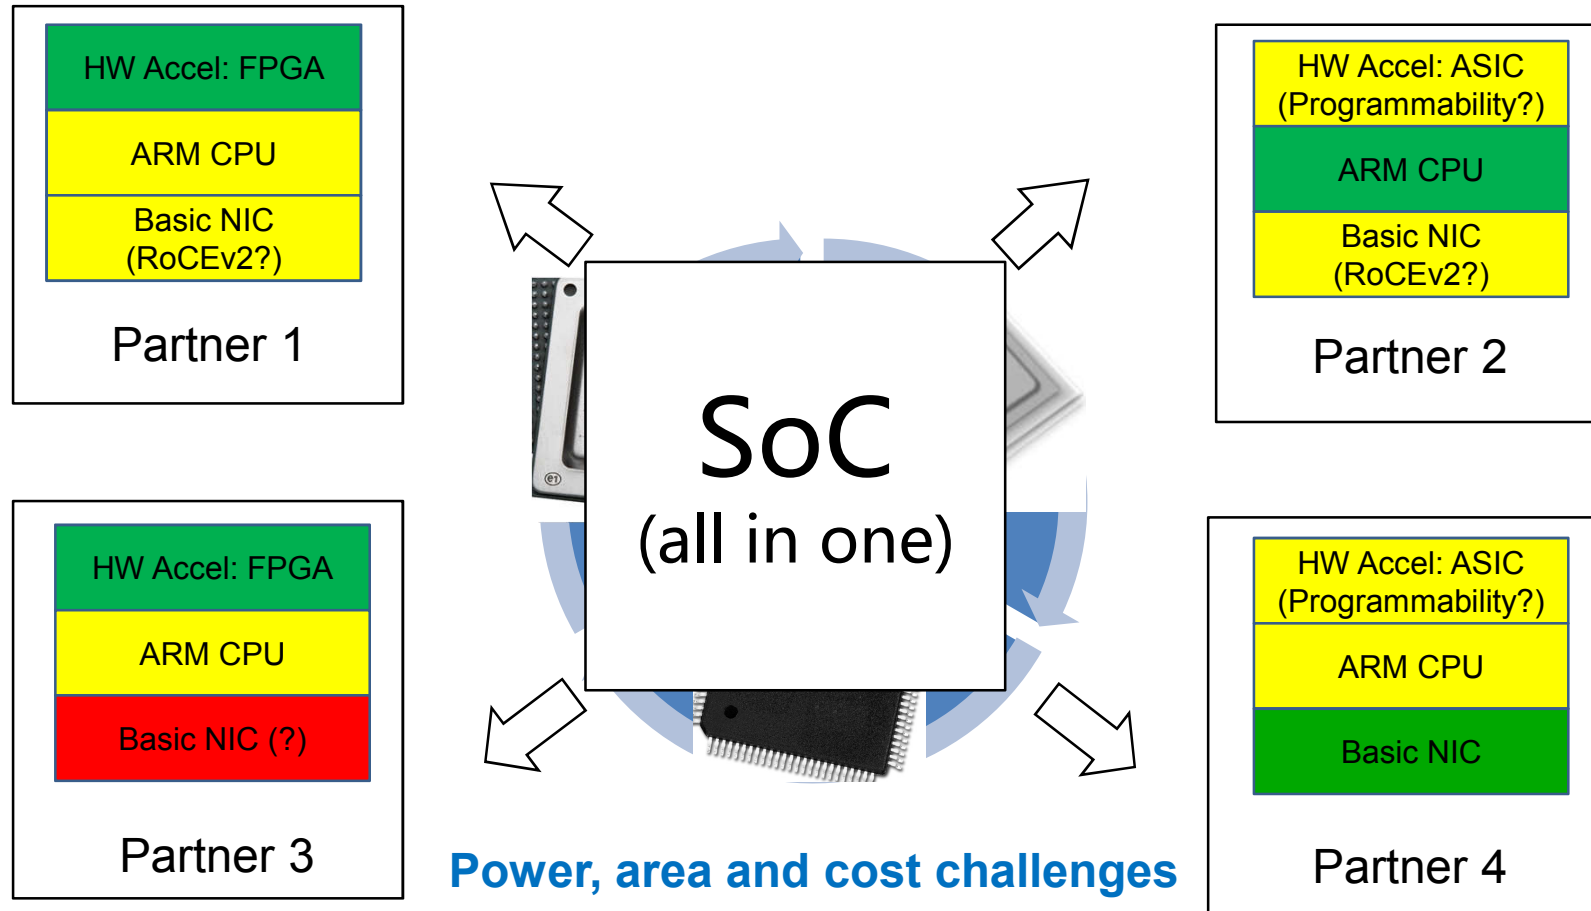 HW Accel: FPGA
ARM CPU
Basic NIC
(RoCEv2?)
Partner 1
HW Accel: ASIC
(Programmability?)
ARM CPU
Basic NIC
(RoCEv2?)
Partner 2
SoC
(all in one)
e1
HW Accel: FPGA
ARM CPU
Basic NIC (?)
Partner 3
HW Accel: ASIC
(Programmability?)
ARM CPU
Basic NIC
Partner 4
Power, area and cost challenges